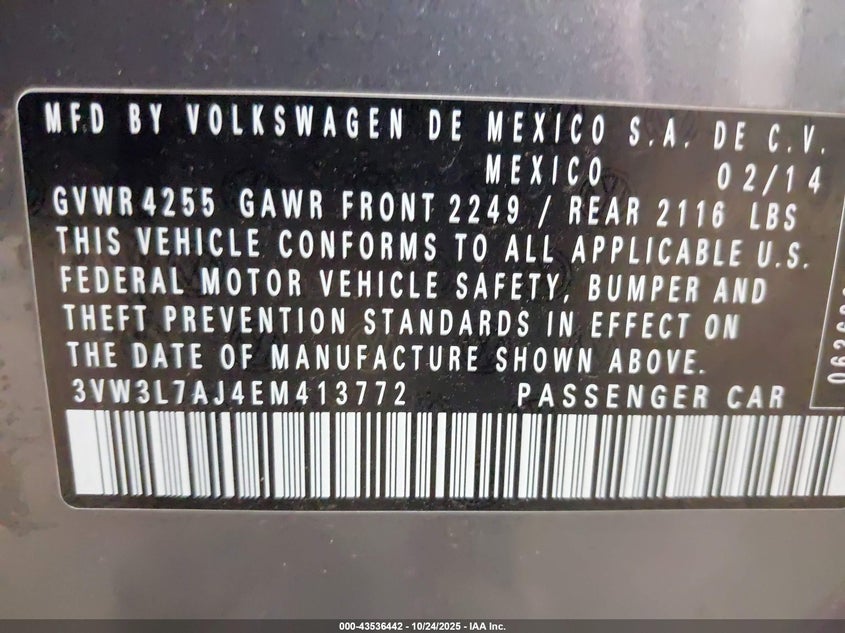 MFD BY VOLKSWAGEN DE MEXICO S.A. DE C.V.
MEXICO 02/14
GVWR 4255 GAWR FRONT 2249 / REAR 2116 LBS
THIS VEHICLE CONFORMS TO ALL APPLICABLE U.S.
FEDERAL MOTOR VEHICLE SAFETY, BUMPER AND
THEFT PREVENTION STANDARDS IN EFFECT ON
THE DATE OF MANUFACTURE SHOWN ABOVE.
3VW3L7AJ4EM413772 PASSENGER CAR
000-43536442 - 10/24/2025 - IAA Inc.